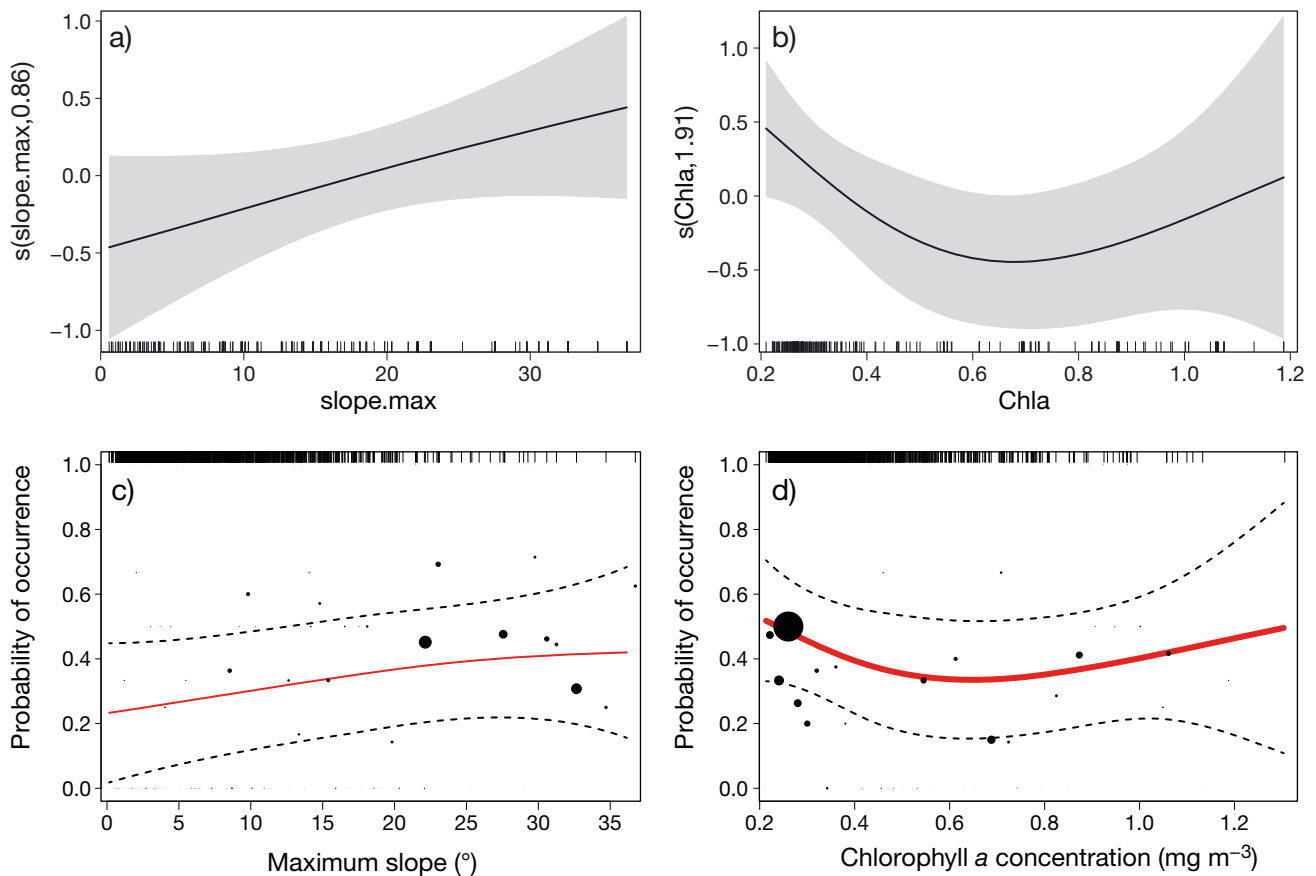 a)
s(slope.max,0.86)
1.0
0.5
0.0
−0.5
−1.0
0 10 20 30
slope.max
b)
s(Chla,1.91)
1.0
0.5
0.0
−0.5
−1.0
0.2 0.4 0.6 0.8 1.0 1.2
Chla
c)
Probability of occurrence
1.0
0.8
0.6
0.4
0.2
0.0
0 5 10 15 20 25 30 35
Maximum slope (°)
d)
Probability of occurrence
1.0
0.8
0.6
0.4
0.2
0.0
0.2 0.4 0.6 0.8 1.0 1.2
Chlorophyll a concentration (mg m⁻³)